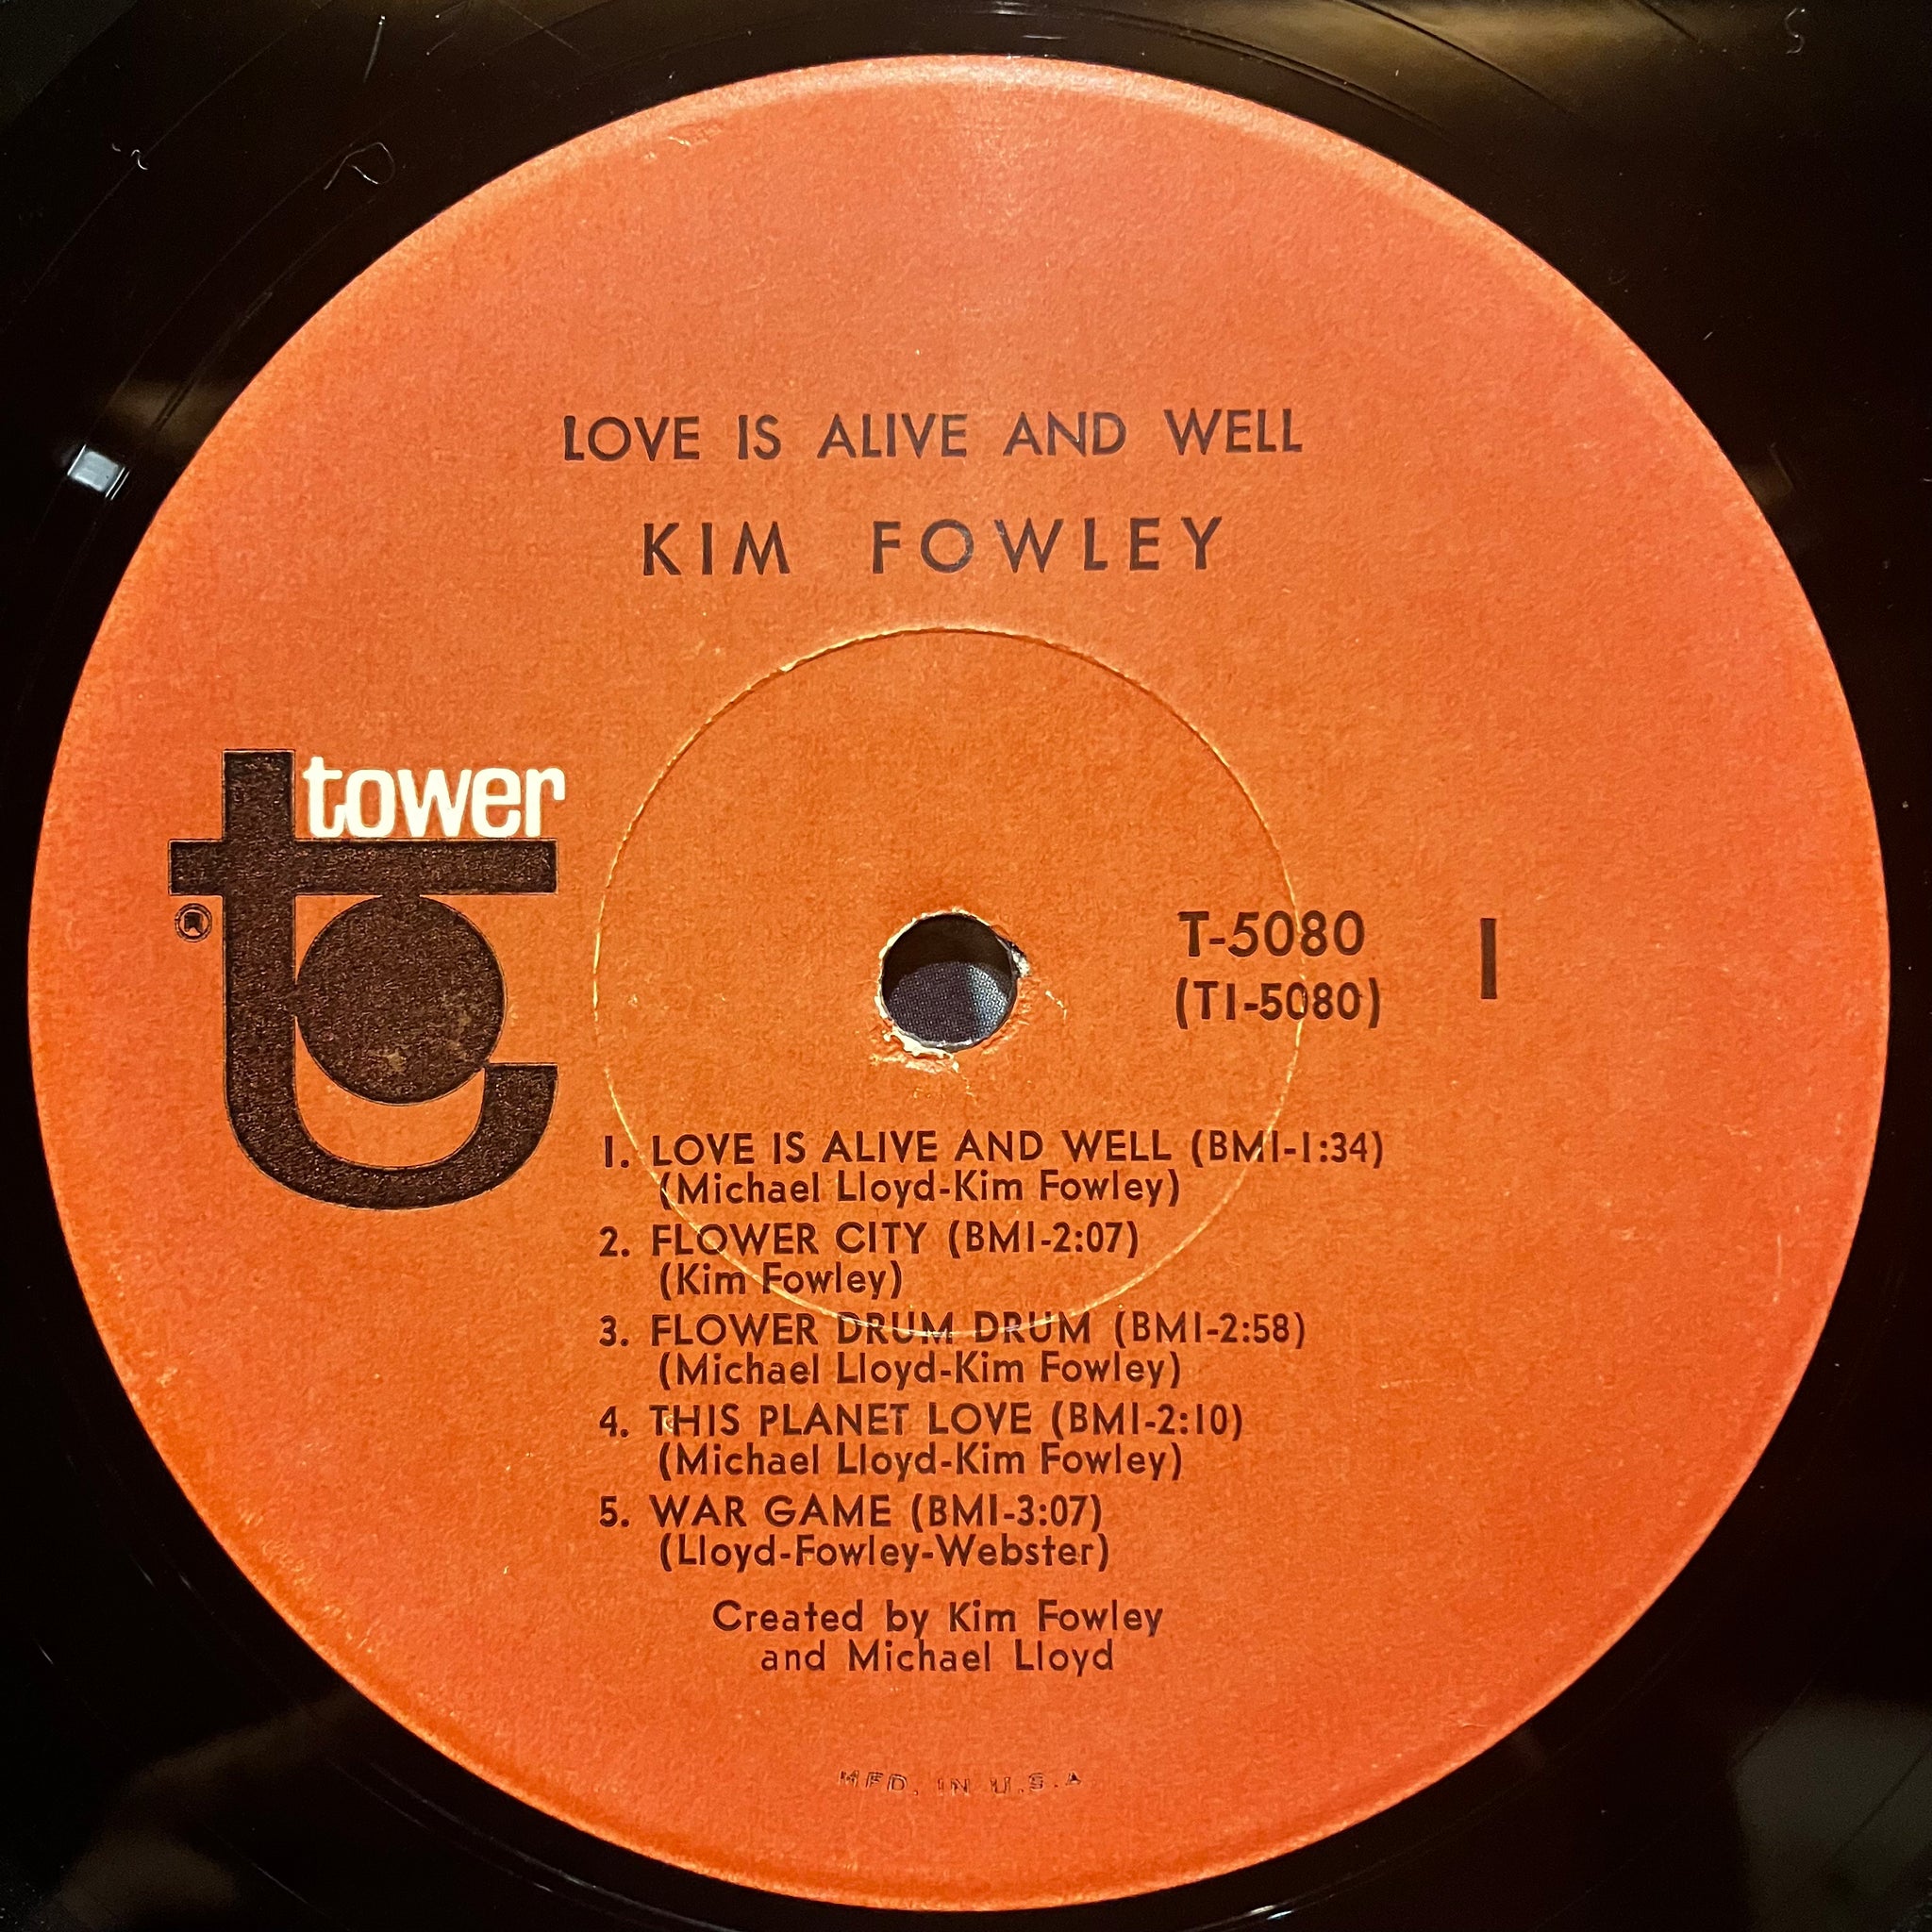 LOVE IS ALIVE AND WELL
KIM FOWLEY
tower
®
T-5080
(T1-5080)
1
1. LOVE IS ALIVE AND WELL (BMI-1:34)
(Michael Lloyd-Kim Fowley)
2. FLOWER CITY (BMI-2:07)
(Kim Fowley)
3. FLOWER DRUM DRUM (BMI-2:58)
(Michael Lloyd-Kim Fowley)
4. THIS PLANET LOVE (BMI-2:10)
(Michael Lloyd-Kim Fowley)
5. WAR GAME (BMI-3:07)
(Lloyd-Fowley-Webster)
Created by Kim Fowley
and Michael Lloyd
MFD. IN U.S.A